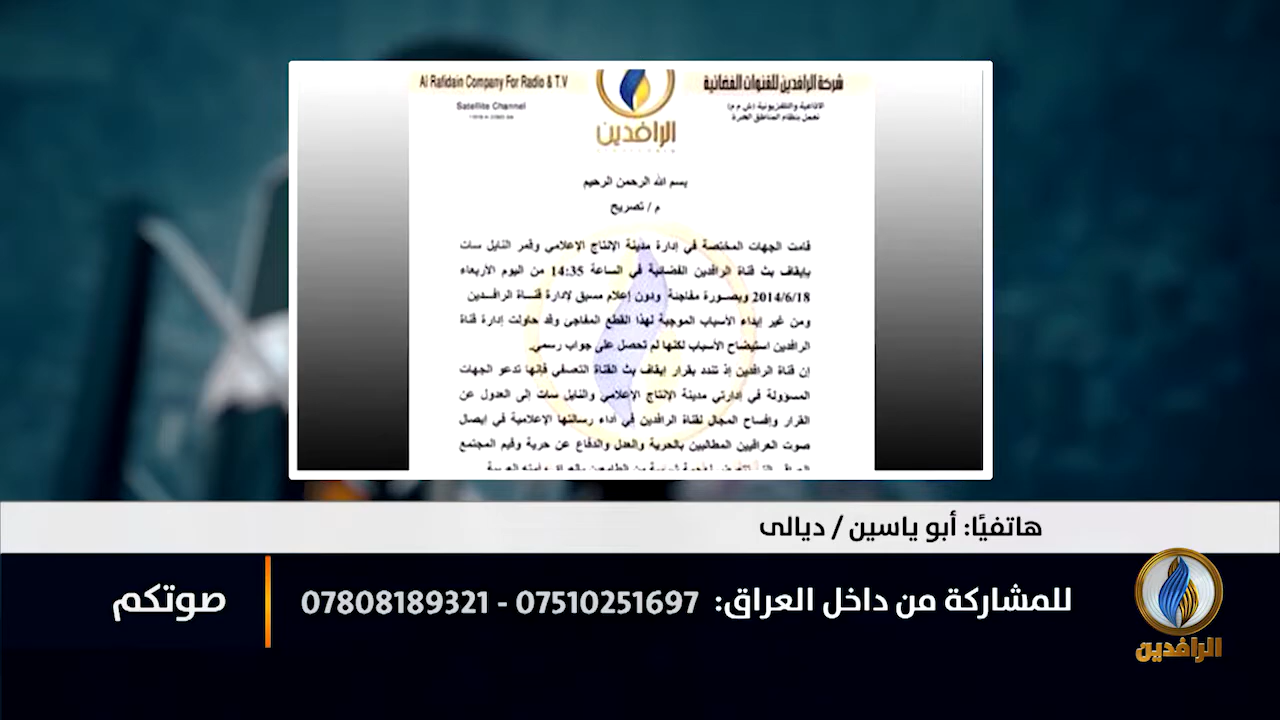 Al Rafidain Company For Radio & T.V
Satellite Channel
شركة الرافدين للقنوات الفضائية
الاذاعية والتلفزيونية (ش م م)
تعمل بنظام المناطق الحرة
الرافدين
بسم الله الرحمن الرحيم
م / تصريح
قامت الجهات المختصة في إدارة مدينة الإنتاج الإعلامي وقمر النايل سات
بإيقاف بث قناة الرافدين الفضائية في الساعة 14:35 من اليوم الأربعاء
2014/6/18 وبصورة مفاجئة ودون إعلام مسبق لإدارة قناة الرافدين
ومن غير إبداء الأسباب الموجبة لهذا القطع المفاجئ وقد حاولت إدارة قناة
الرافدين استيضاح الأسباب لكنها لم تحصل على جواب رسمي.
إن قناة الرافدين إذ تندد بقرار إيقاف بث القناة التعسفي فإنها تدعو الجهات
المسؤولة في إدارتي مدينة الإنتاج الإعلامي والنايل سات إلى العدول عن
القرار وإفساح المجال لقناة الرافدين في أداء رسالتها الإعلامية في إيصال
صوت العراقيين المطالبين بالحرية والعدل والدفاع عن حرية وقيم المجتمع
هاتفيًا: أبو ياسين / ديالى
للمشاركة من داخل العراق: 07510251697 - 07808189321
صوتكم
الرافدين